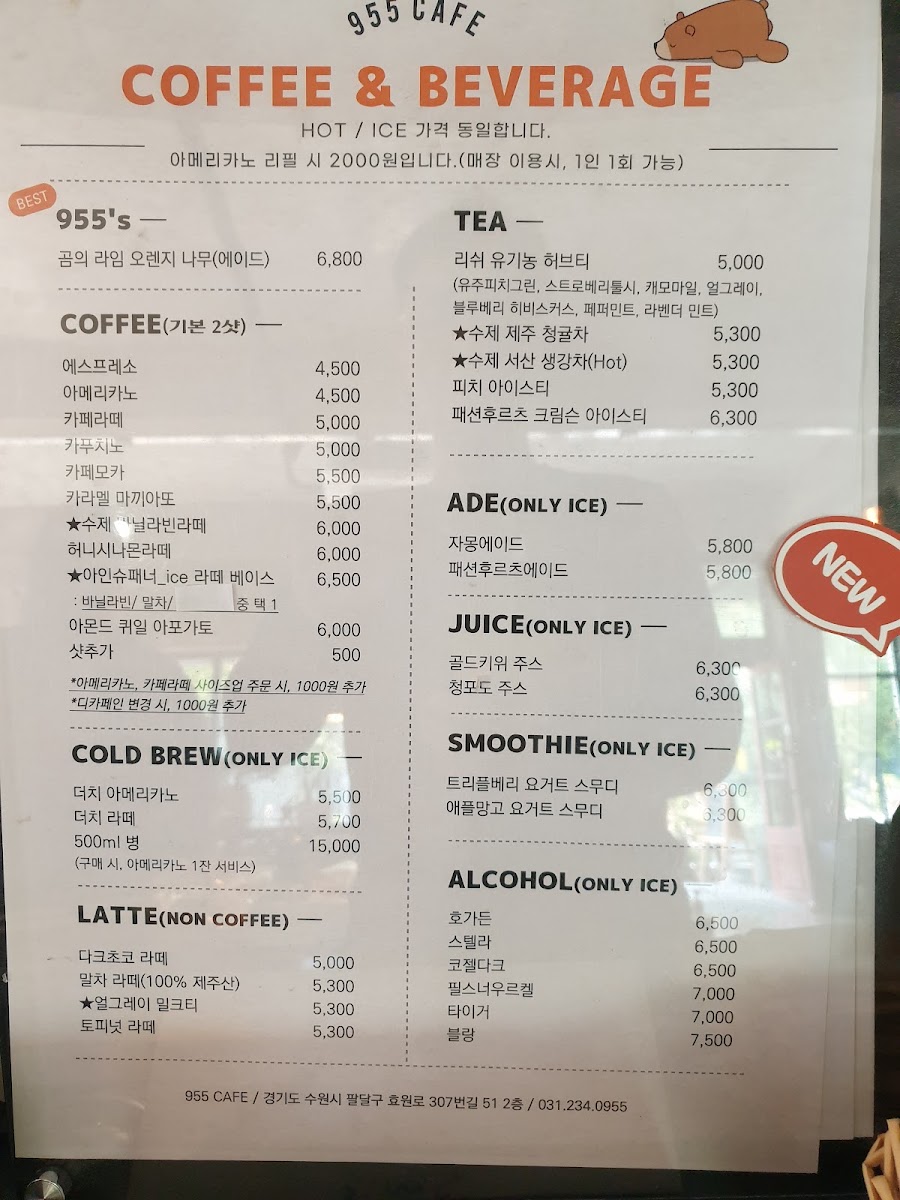 955 CAFE
COFFEE & BEVERAGE
HOT / ICE 가격 동일합니다.
아메리카노 리필 시 2000원입니다.(매장 이용시, 1인 1회 가능)
BEST
955's
곰의 라임 오렌지 나무(에이드) 6,800
COFFEE(기본 2샷)
에스프레소 4,500
아메리카노 4,500
카페라떼 5,000
카푸치노 5,000
카페모카 5,500
카라멜 마끼아또 5,500
★수제 바닐라빈라떼 6,000
허니시나몬라떼 6,000
★아인슈패너_ice 라떼 베이스 6,500
: 바닐라빈/ 말차/ 중 택 1
아몬드 퀴일 아포가토 6,000
샷추가 500
*아메리카노, 카페라떼 사이즈업 주문 시, 1000원 추가
*디카페인 변경 시, 1000원 추가
COLD BREW(ONLY ICE)
더치 아메리카노 5,500
더치 라떼 5,700
500ml 병 15,000
(구매 시, 아메리카노 1잔 서비스)
LATTE(NON COFFEE)
다크초코 라떼 5,000
말차 라떼(100% 제주산) 5,300
★얼그레이 밀크티 5,300
토피넛 라떼 5,300
TEA
리쉬 유기농 허브티 5,000
(유주피치그린, 스트로베리툴시, 캐모마일, 얼그레이,
블루베리 히비스커스, 페퍼민트, 라벤더 민트)
★수제 제주 청귤차 5,300
★수제 서산 생강차(Hot) 5,300
피치 아이스티 5,300
패션후르츠 크림슨 아이스티 6,300
ADE(ONLY ICE)
자몽에이드 5,800
패션후르츠에이드 5,800
NEW
JUICE(ONLY ICE)
골드키위 주스 6,300
청포도 주스 6,300
SMOOTHIE(ONLY ICE)
트리플베리 요거트 스무디 6,300
애플망고 요거트 스무디 6,300
ALCOHOL(ONLY ICE)
호가든 6,500
스텔라 6,500
코젤다크 6,500
필스너우르켈 7,000
타이거 7,000
블랑 7,500
955 CAFE / 경기도 수원시 팔달구 효원로 307번길 51 2층 / 031.234.0955